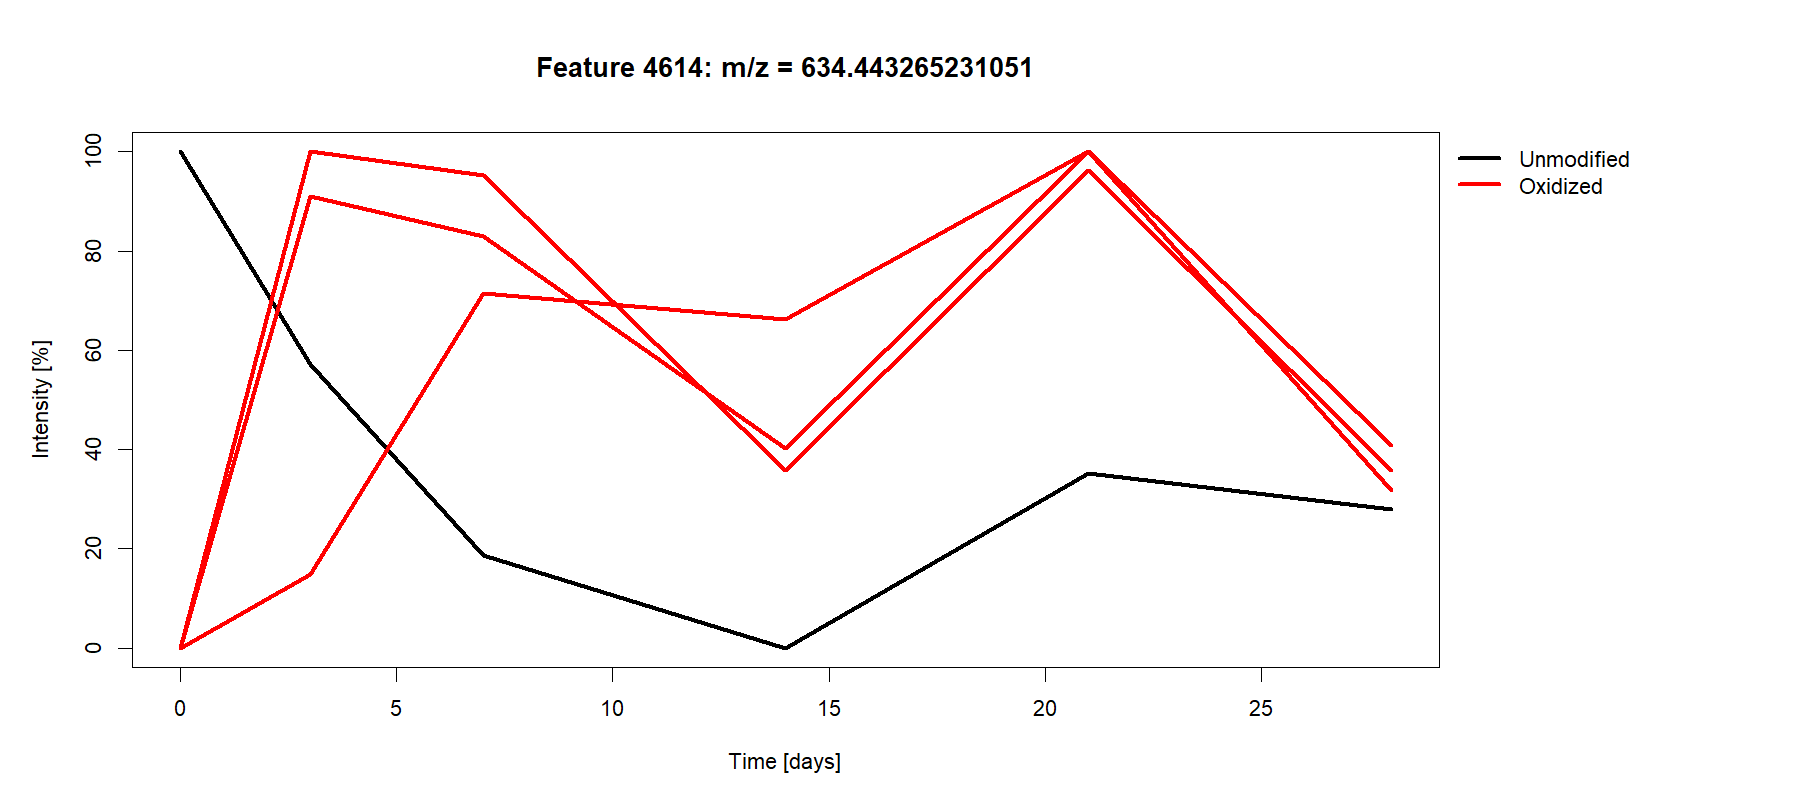 Feature 4614: m/z = 634.443265231051
Unmodified
Oxidized
Intensity [%]
100
80
60
40
20
0
0 5 10 15 20 25
Time [days]